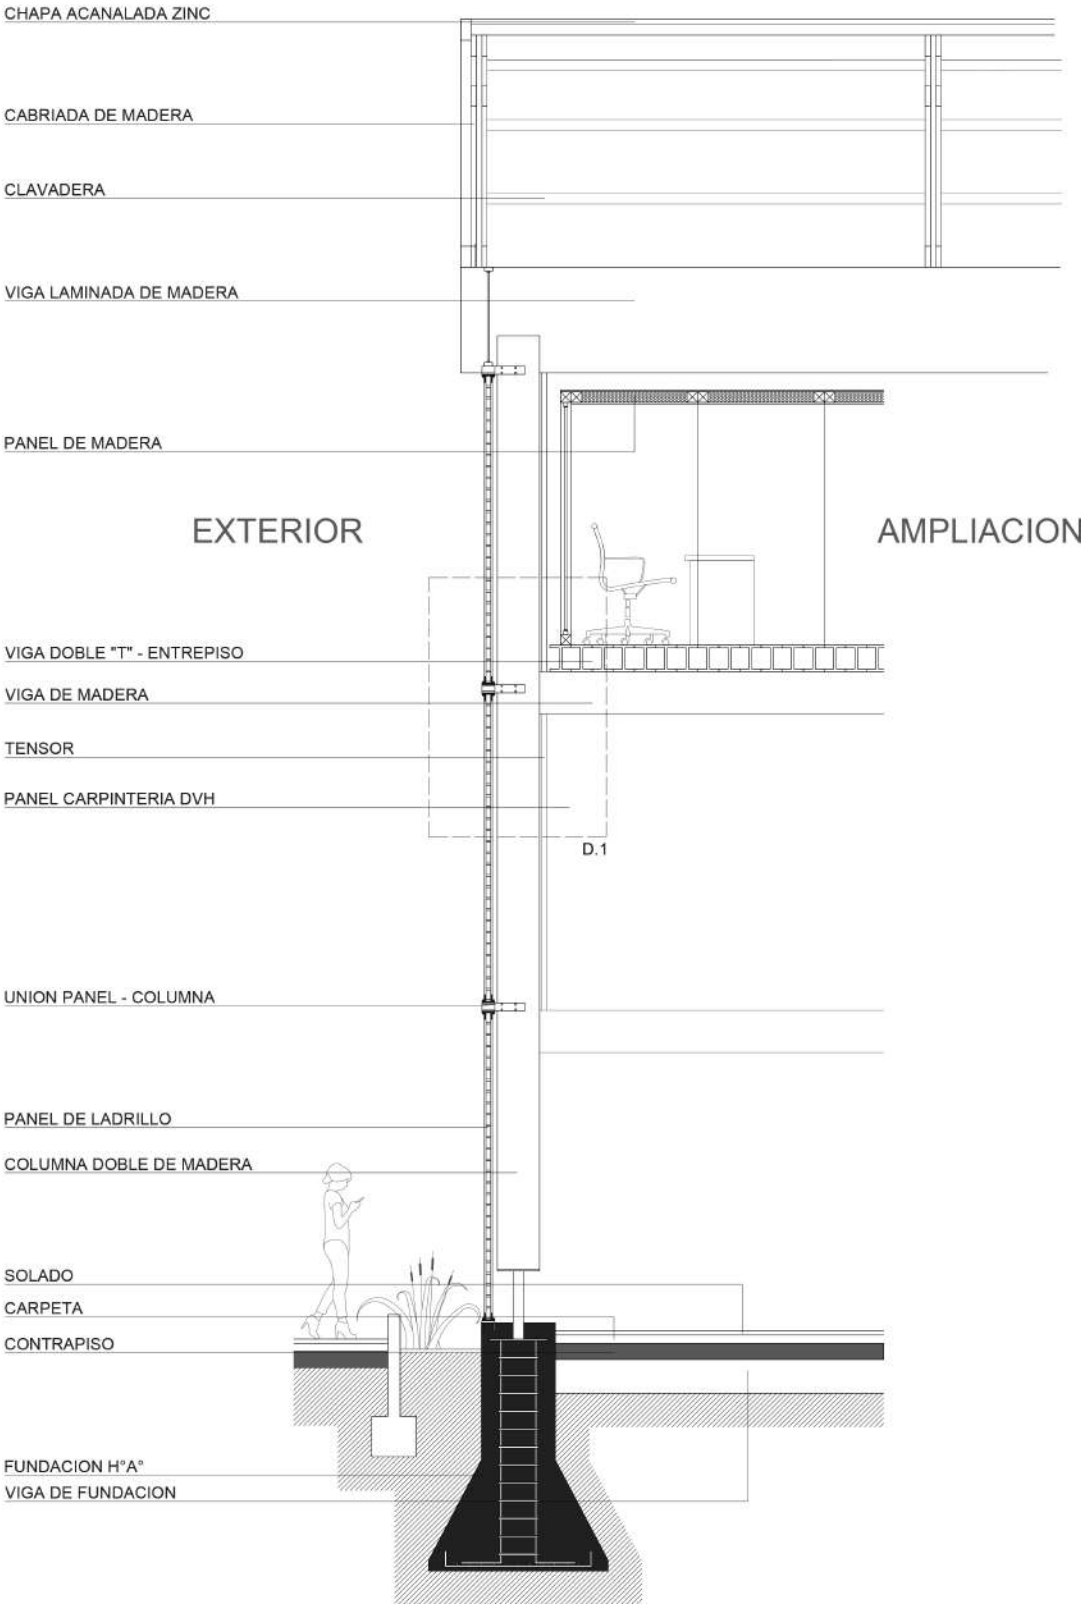 CHAPA ACANALADA ZINC
CABRIADA DE MADERA
CLAVADERA
VIGA LAMINADA DE MADERA
PANEL DE MADERA
EXTERIOR
AMPLIACION
VIGA DOBLE "T" - ENTREPISO
VIGA DE MADERA
TENSOR
PANEL CARPINTERIA DVH
D.1
UNION PANEL - COLUMNA
PANEL DE LADRILLO
COLUMNA DOBLE DE MADERA
SOLADO
CARPETA
CONTRAPISO
FUNDACION H°A°
VIGA DE FUNDACION